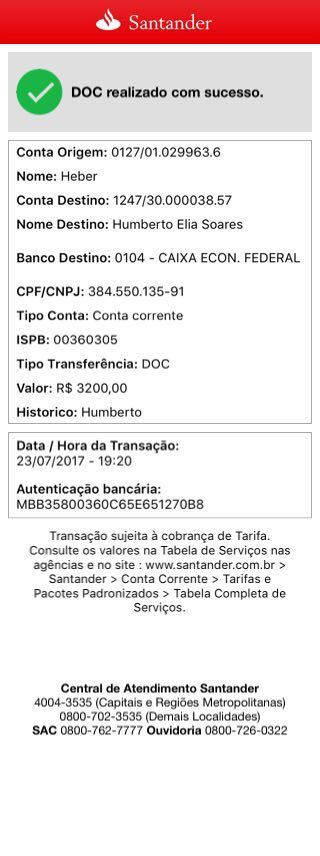 Santander
DOC realizado com sucesso.
Conta Origem: 0127/01.029963.6
Nome: Heber
Conta Destino: 1247/30.000038.57
Nome Destino: Humberto Elia Soares
Banco Destino: 0104 - CAIXA ECON. FEDERAL
CPF/CNPJ: 384.550.135-91
Tipo Conta: Conta corrente
ISPB: 00360305
Tipo Transferência: DOC
Valor: R$ 3200,00
Historico: Humberto
Data / Hora da Transação:
23/07/2017 - 19:20
Autenticação bancária:
MBB35800360C65E651270B8
Transação sujeita à cobrança de Tarifa.
Consulte os valores na Tabela de Serviços nas
agências e no site : www.santander.com.br >
Santander > Conta Corrente > Tarifas e
Pacotes Padronizados > Tabela Completa de
Serviços.
Central de Atendimento Santander
4004-3535 (Capitais e Regiões Metropolitanas)
0800-702-3535 (Demais Localidades)
SAC 0800-762-7777 Ouvidoria 0800-726-0322